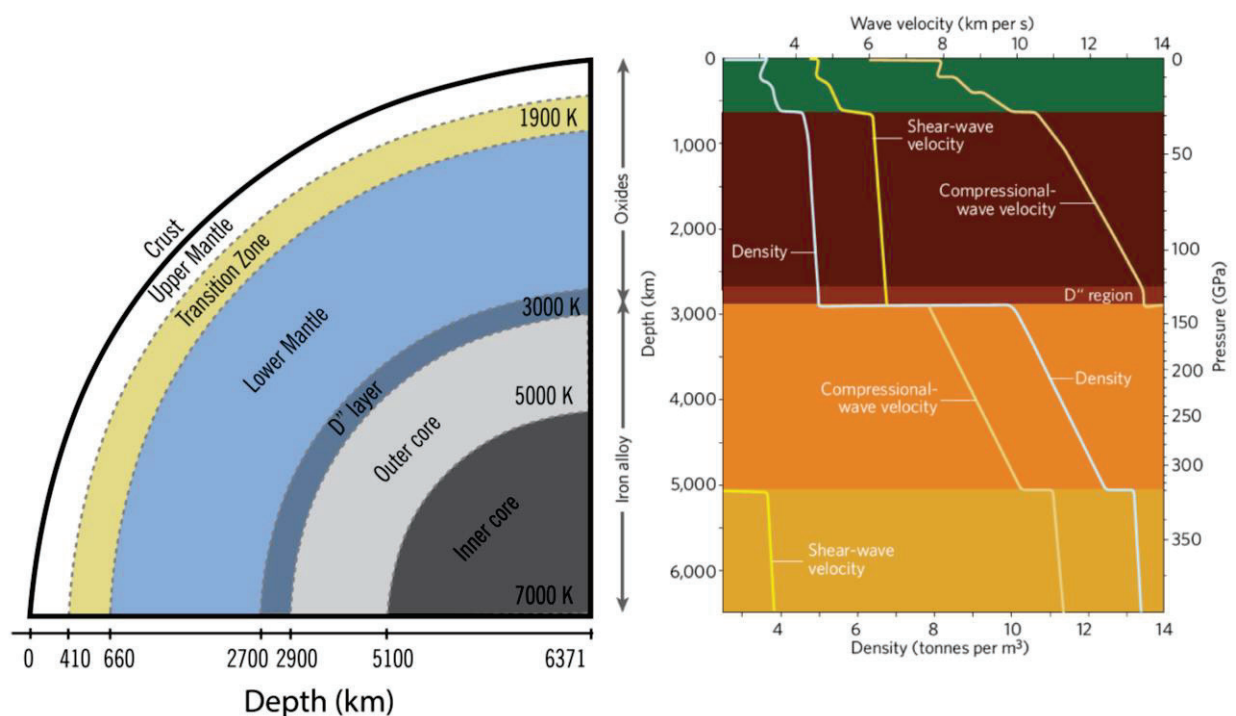 Crust
Upper Mantle
Transition Zone
Lower Mantle
D” layer
Outer core
Inner core
1900 K
3000 K
5000 K
7000 K
Oxides
Iron alloy
0 410 660 2700 2900 5100 6371
Depth (km)
Wave velocity (km per s)
4 6 8 10 12 14
0
1,000
2,000
3,000
4,000
5,000
6,000
Depth (km)
Shear-wave
velocity
Compressional-
wave velocity
Density
D“ region
Compressional-
wave velocity
Density
Shear-wave
velocity
0
50
100
150
200
250
300
350
Pressure (GPa)
4 6 8 10 12 14
Density (tonnes per m³)